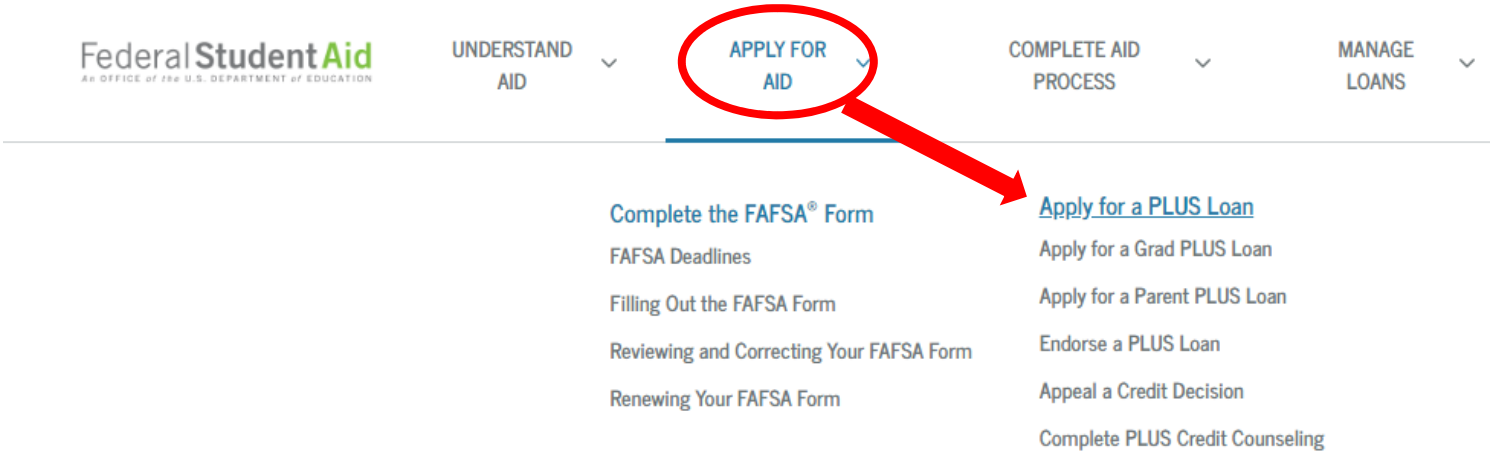 Federal Student Aid
An OFFICE of the U.S. DEPARTMENT of EDUCATION
UNDERSTAND
AID
APPLY FOR
AID
COMPLETE AID
PROCESS
MANAGE
LOANS
Complete the FAFSA® Form
FAFSA Deadlines
Filling Out the FAFSA Form
Reviewing and Correcting Your FAFSA Form
Renewing Your FAFSA Form
Apply for a PLUS Loan
Apply for a Grad PLUS Loan
Apply for a Parent PLUS Loan
Endorse a PLUS Loan
Appeal a Credit Decision
Complete PLUS Credit Counseling